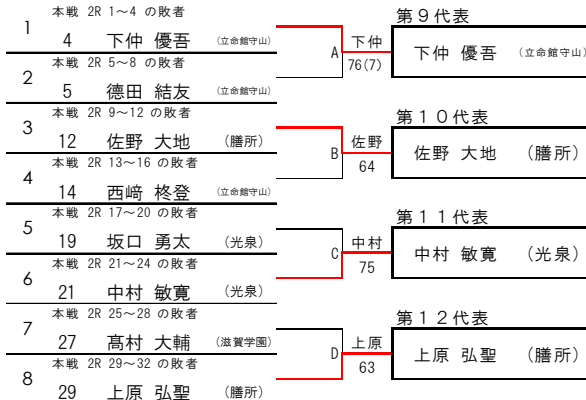 本戦 2R 1～4 の敗者
1 4 下仲 優吾 (立命館守山)
本戦 2R 5～8 の敗者
2 5 德田 結友 (立命館守山)
本戦 2R 9～12 の敗者
3 12 佐野 大地 (膳所)
本戦 2R 13～16 の敗者
4 14 西﨑 柊登 (立命館守山)
本戦 2R 17～20 の敗者
5 19 坂口 勇太 (光泉)
本戦 2R 21～24 の敗者
6 21 中村 敏寛 (光泉)
本戦 2R 25～28 の敗者
7 27 髙村 大輔 (滋賀学園)
本戦 2R 29～32 の敗者
8 29 上原 弘聖 (膳所)
A 下仲
76(7)
B 佐野
64
C 中村
75
D 上原
63
第９代表
下仲 優吾 (立命館守山)
第１０代表
佐野 大地 (膳所)
第１１代表
中村 敏寛 (光泉)
第１２代表
上原 弘聖 (膳所)